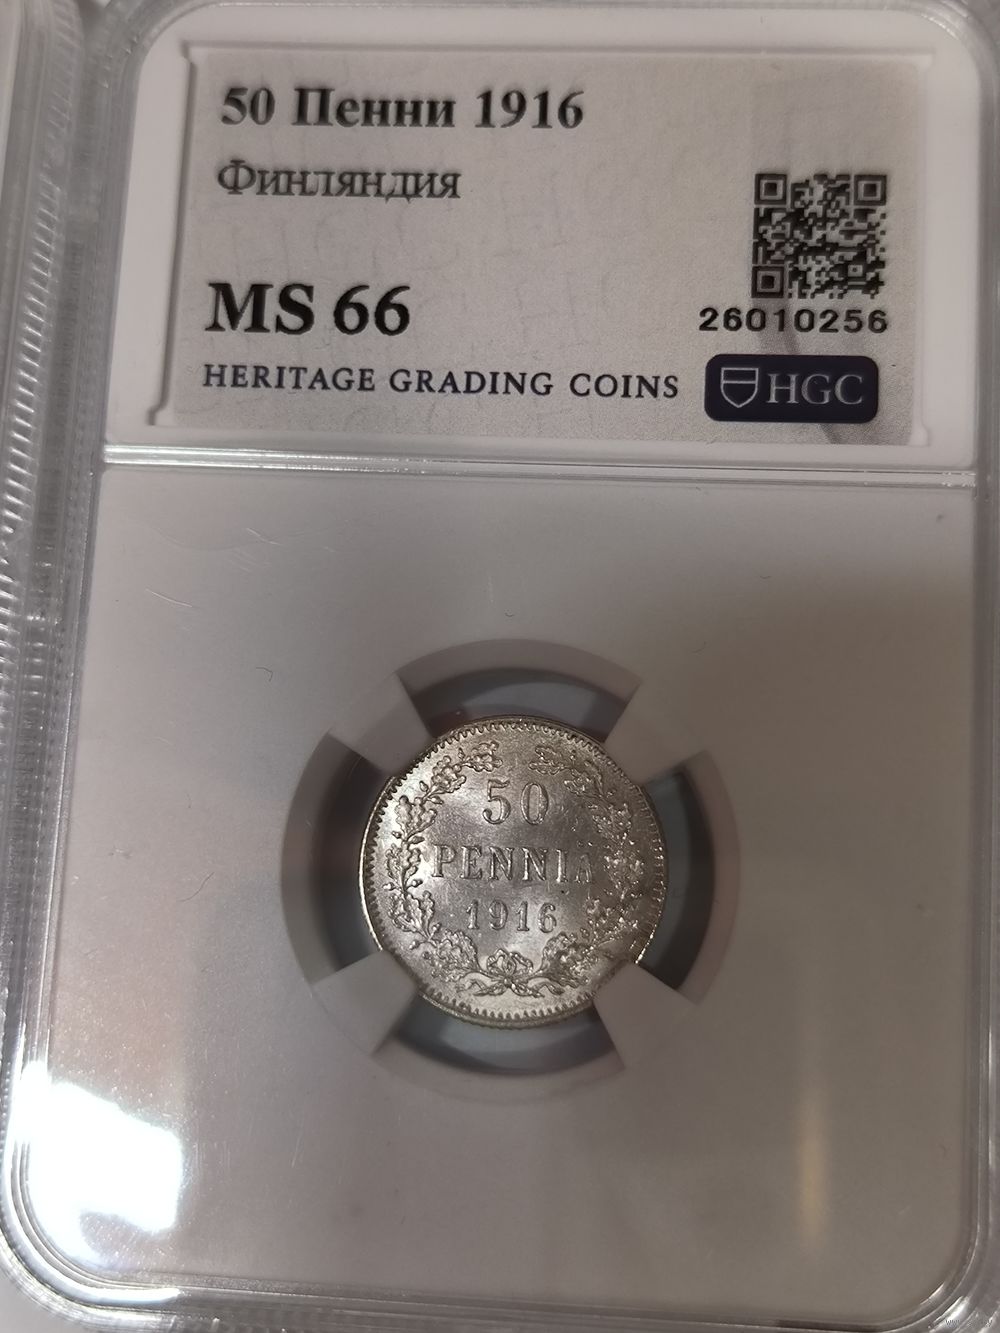 50 Пенни 1916
Финляндия
MS 66
26010256
HERITAGE GRADING COINS
HGC
50
PENNIÄ
1916